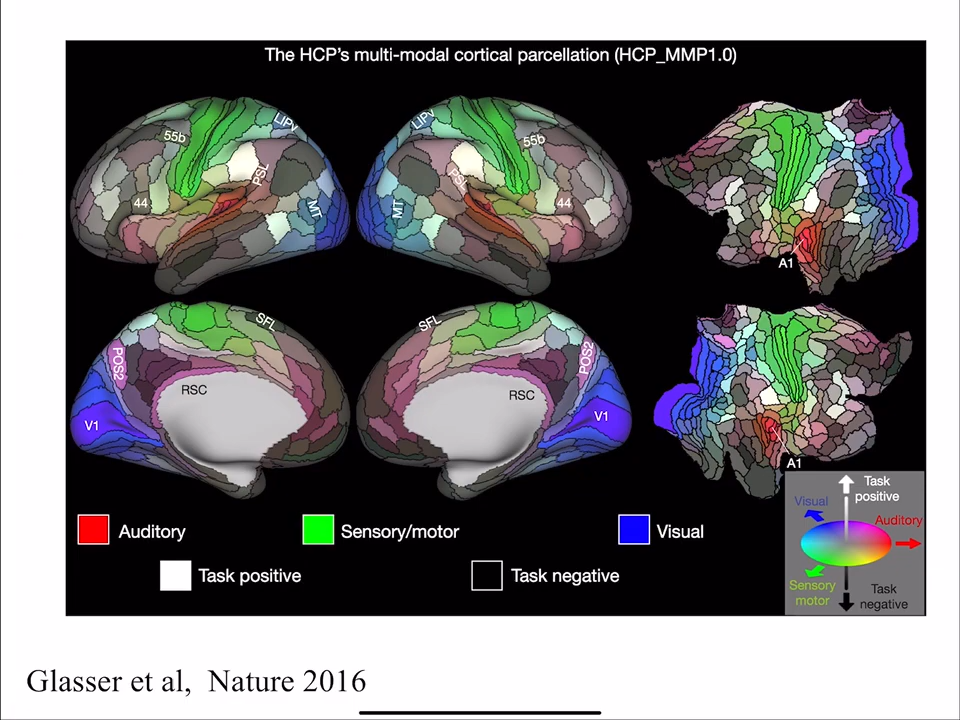 The HCP's multi-modal cortical parcellation (HCP_MMP1.0)
55b
LIPv
PSL
44
MT
LIPv
55b
PSL
44
MT
A1
SFL
POS2
RSC
V1
SFL
POS2
RSC
V1
A1
Auditory
Sensory/motor
Visual
Task positive
Task negative
Task
positive
Visual
Auditory
Sensory
motor
Task
negative
Glasser et al, Nature 2016